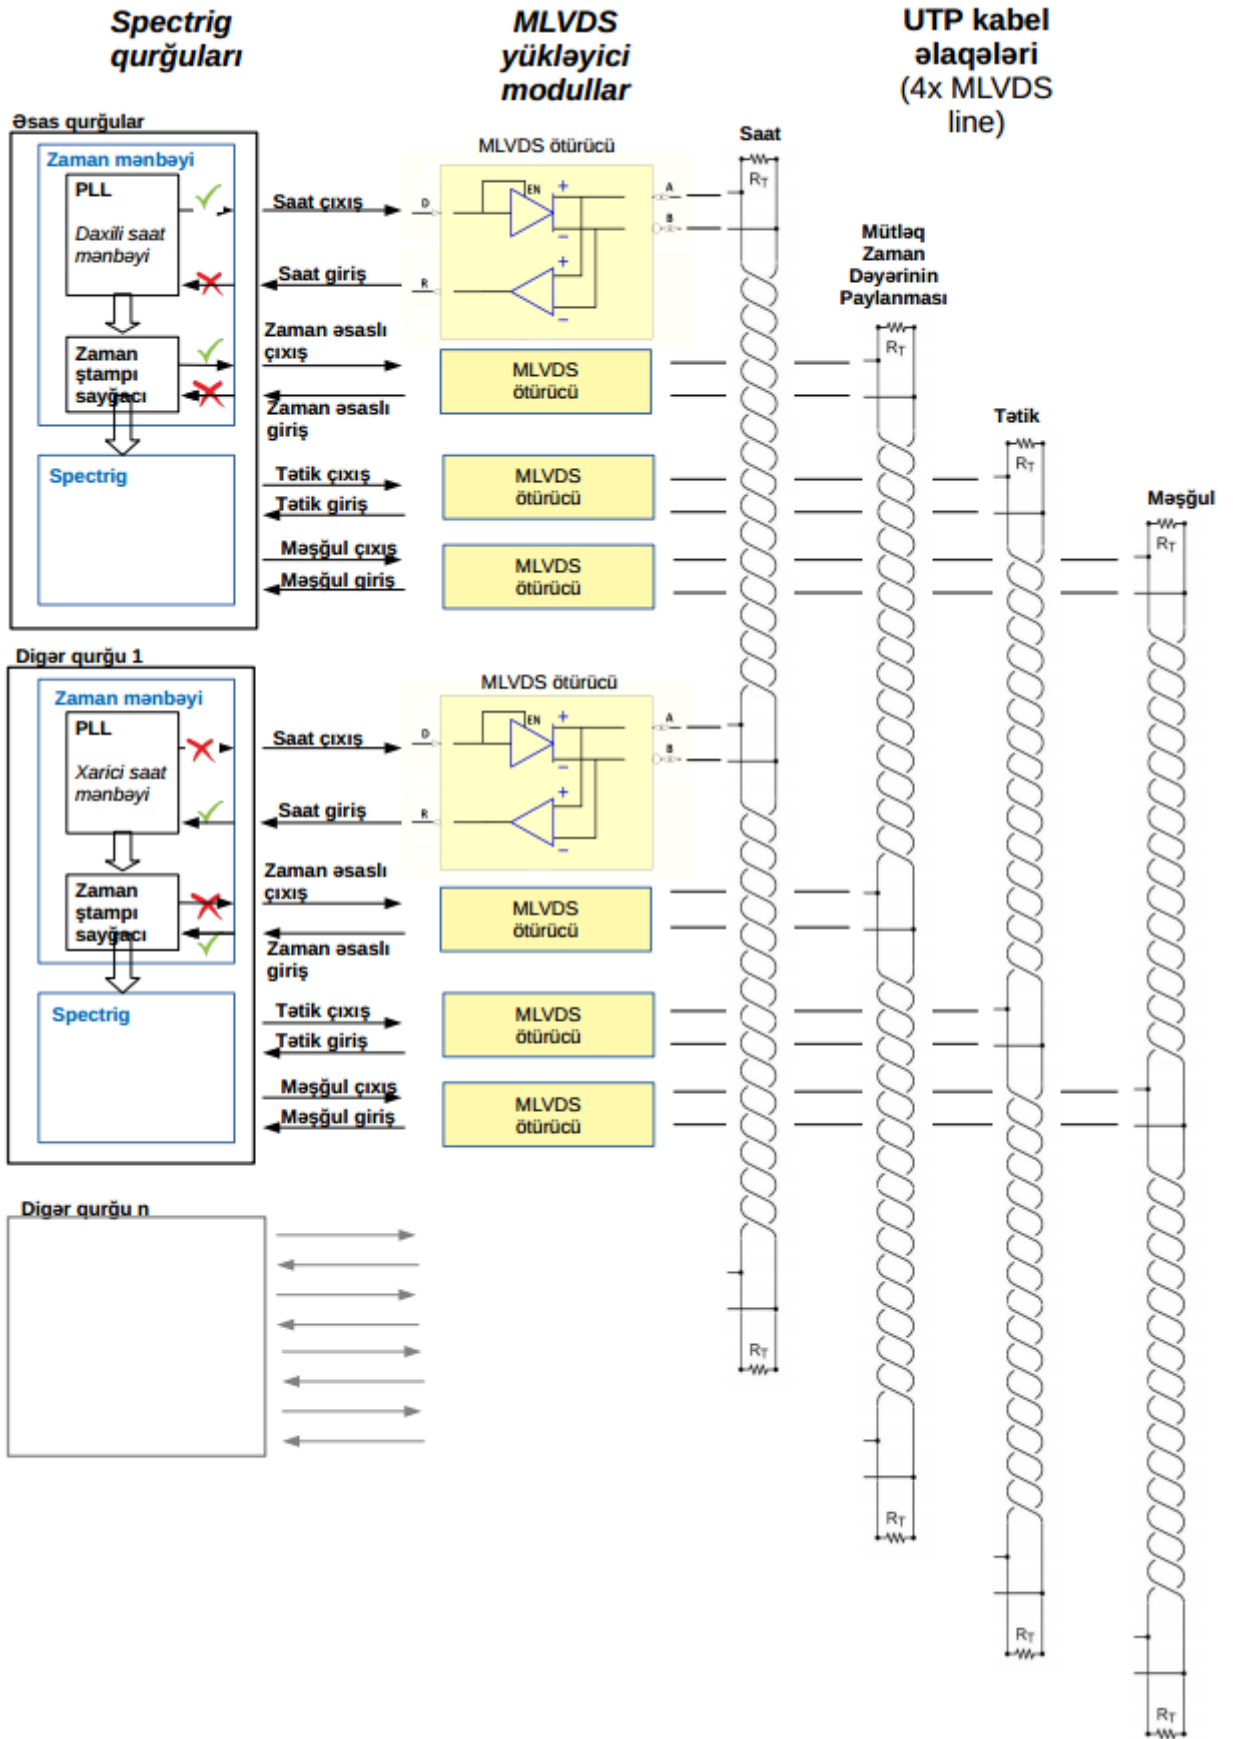 Spectrig
qurğuları
MLVDS
yükləyici
modullar
UTP kabel
əlaqələri
(4x MLVDS
line)
Əsas qurğular
Zaman mənbəyi
PLL
Daxili saat
mənbəyi
Zaman
ştampı
sayğacı
Spectrig
Saat çıxış
Saat giriş
Zaman əsaslı
çıxış
Zaman əsaslı
giriş
Tətik çıxış
Tətik giriş
Məşğul çıxış
Məşğul giriş
MLVDS ötürücü
D
EN
+
−
A
B
R
+
−
MLVDS
ötürücü
MLVDS
ötürücü
MLVDS
ötürücü
Saat
RT
Mütləq
Zaman
Dəyərinin
Paylanması
RT
Tətik
RT
Məşğul
RT
Digər qurğu 1
Zaman mənbəyi
PLL
Xarici saat
mənbəyi
Zaman
ştampı
sayğacı
Spectrig
Saat çıxış
Saat giriş
Zaman əsaslı
çıxış
Zaman əsaslı
giriş
Tətik çıxış
Tətik giriş
Məşğul çıxış
Məşğul giriş
MLVDS ötürücü
D
EN
+
−
A
B
R
+
−
MLVDS
ötürücü
MLVDS
ötürücü
MLVDS
ötürücü
Digər qurğu n
RT
RT
RT
RT